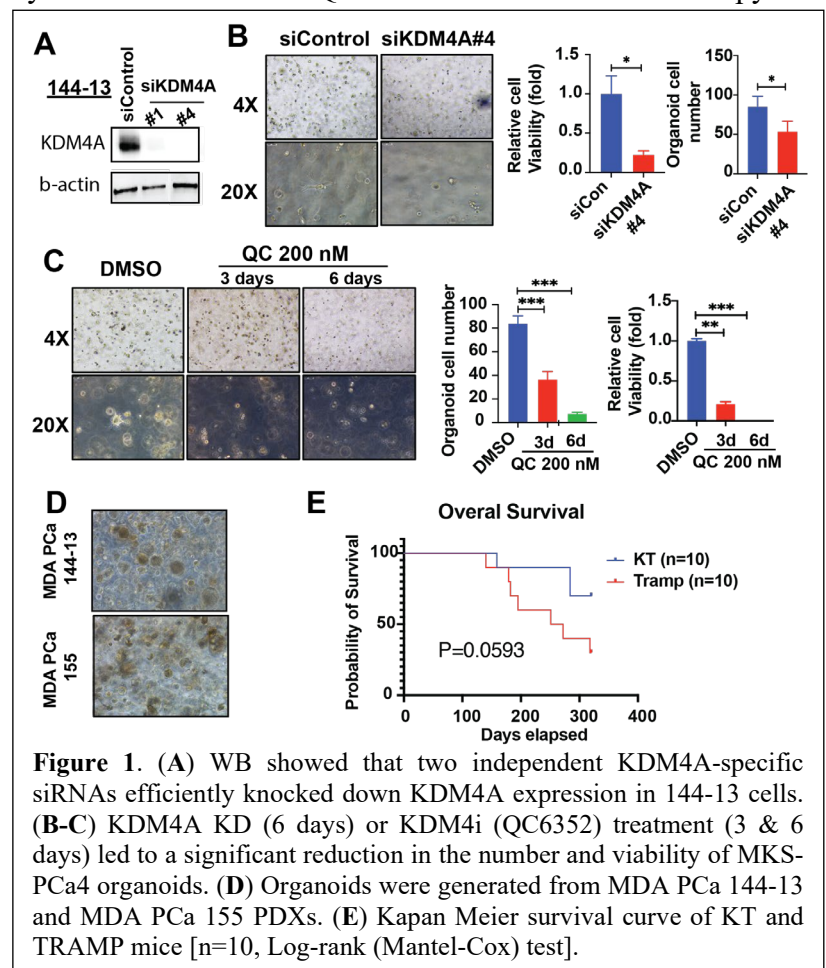 A
144-13
siControl
siKDM4A
#1 #4
KDM4A
b-actin
B
siControl siKDM4A#4
4X
20X
Relative cell
Viability (fold)
1.5
1.0
0.5
0.0
*
siCon
siKDM4A
#4
Organoid cell
number
150
100
50
0
*
siCon
siKDM4A
#4
C
DMSO
QC 200 nM
3 days 6 days
4X
20X
Organoid cell number
100
80
60
40
20
0
***
***
DMSO
3d 6d
QC 200 nM
Relative cell
Viability (fold)
1.5
1.0
0.5
0.0
***
**
DMSO
3d 6d
QC 200 nM
D
MDA PCa
144-13
MDA PCa
155
E
Overal Survival
Probability of Survival
100
50
0
P=0.0593
KT (n=10)
Tramp (n=10)
0 100 200 300 400
Days elapsed
Figure 1. (A) WB showed that two independent KDM4A-specific
siRNAs efficiently knocked down KDM4A expression in 144-13 cells.
(B-C) KDM4A KD (6 days) or KDM4i (QC6352) treatment (3 & 6
days) led to a significant reduction in the number and viability of MKS-
PCa4 organoids. (D) Organoids were generated from MDA PCa 144-13
and MDA PCa 155 PDXs. (E) Kapan Meier survival curve of KT and
TRAMP mice [n=10, Log-rank (Mantel-Cox) test].